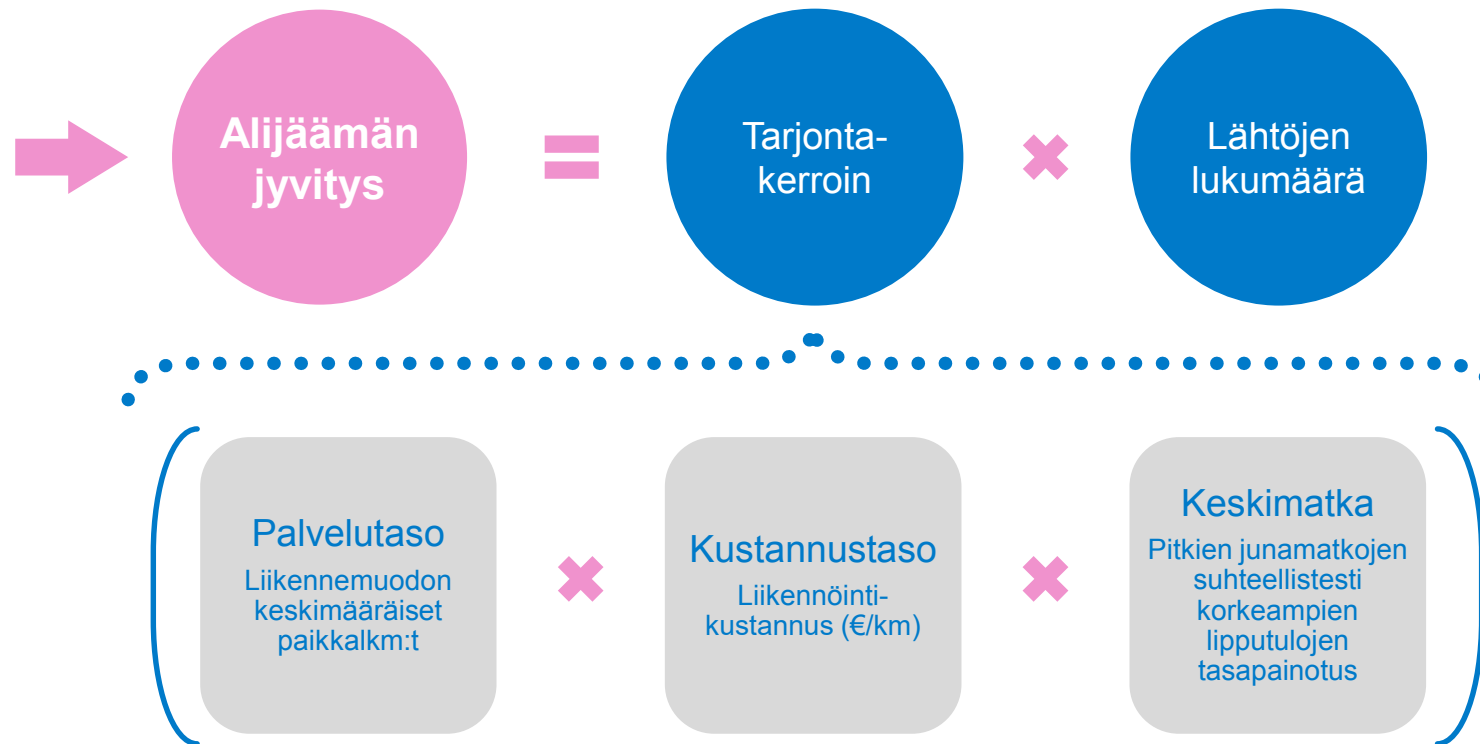 Alijäämän
jyvitys
=
Tarjonta-
kerroin
✖
Lähtöjen
lukumäärä
Palvelutaso
Liikennemuodon
keskimääräiset
paikkalkm:t
✖
Kustannustaso
Liikennöinti-
kustannus (€/km)
✖
Keskimatka
Pitkien junamatkojen
suhteellistesti
korkeampien
lipputulojen
tasapainotus